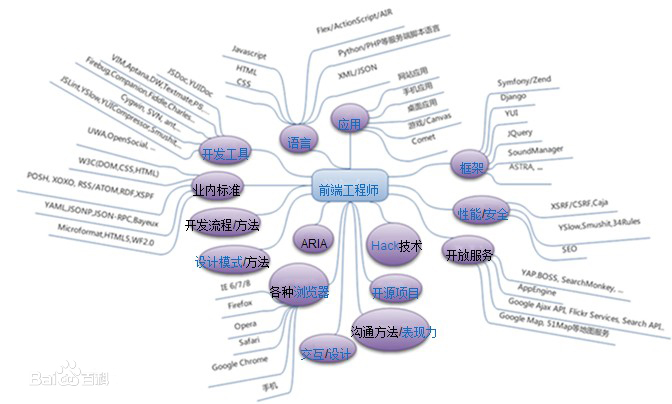 前端工程师
语言
Flex/ActionScript/AIR
Python/PHP等服务端脚本语言
XML/JSON
Javascript
HTML
CSS
应用
网站应用
手机应用
桌面应用
游戏/Canvas
Comet
框架
Symfony/Zend
Django
YUI
JQuery
SoundManager
ASTRA, ...
性能/安全
XSRF/CSRF,Caja
YSlow,Smushit,34Rules
SEO
开放服务
YAP,BOSS, SearchMonkey, ...
AppEngine
Google Ajax API, Flickr Services, Search API,
Google Map, 51Map等地图服务
Hack技术
开源项目
沟通方法/表现力
交互/设计
ARIA
各种浏览器
IE 6/7/8
Firefox
Opera
Safari
Google Chrome
手机
设计模式/方法
开发流程/方法
业内标准
UWA,OpenSocial, ...
W3C(DOM,CSS,HTML)
POSH, XOXO, RSS/ATOM,RDF,XSPF
YAML,JSONP,JSON-RPC,Bayeux
Microformat,HTML5,WF2.0
开发工具
JSDoc,YUIDoc
VIM,Aptana,DW,Textmate,PS,...
Firebug,Companion,Fiddle,Charles...
Cygwin, SVN, ant,...
JSLint,YSlow,YUICompressor,Smushit,...
Baidu百科